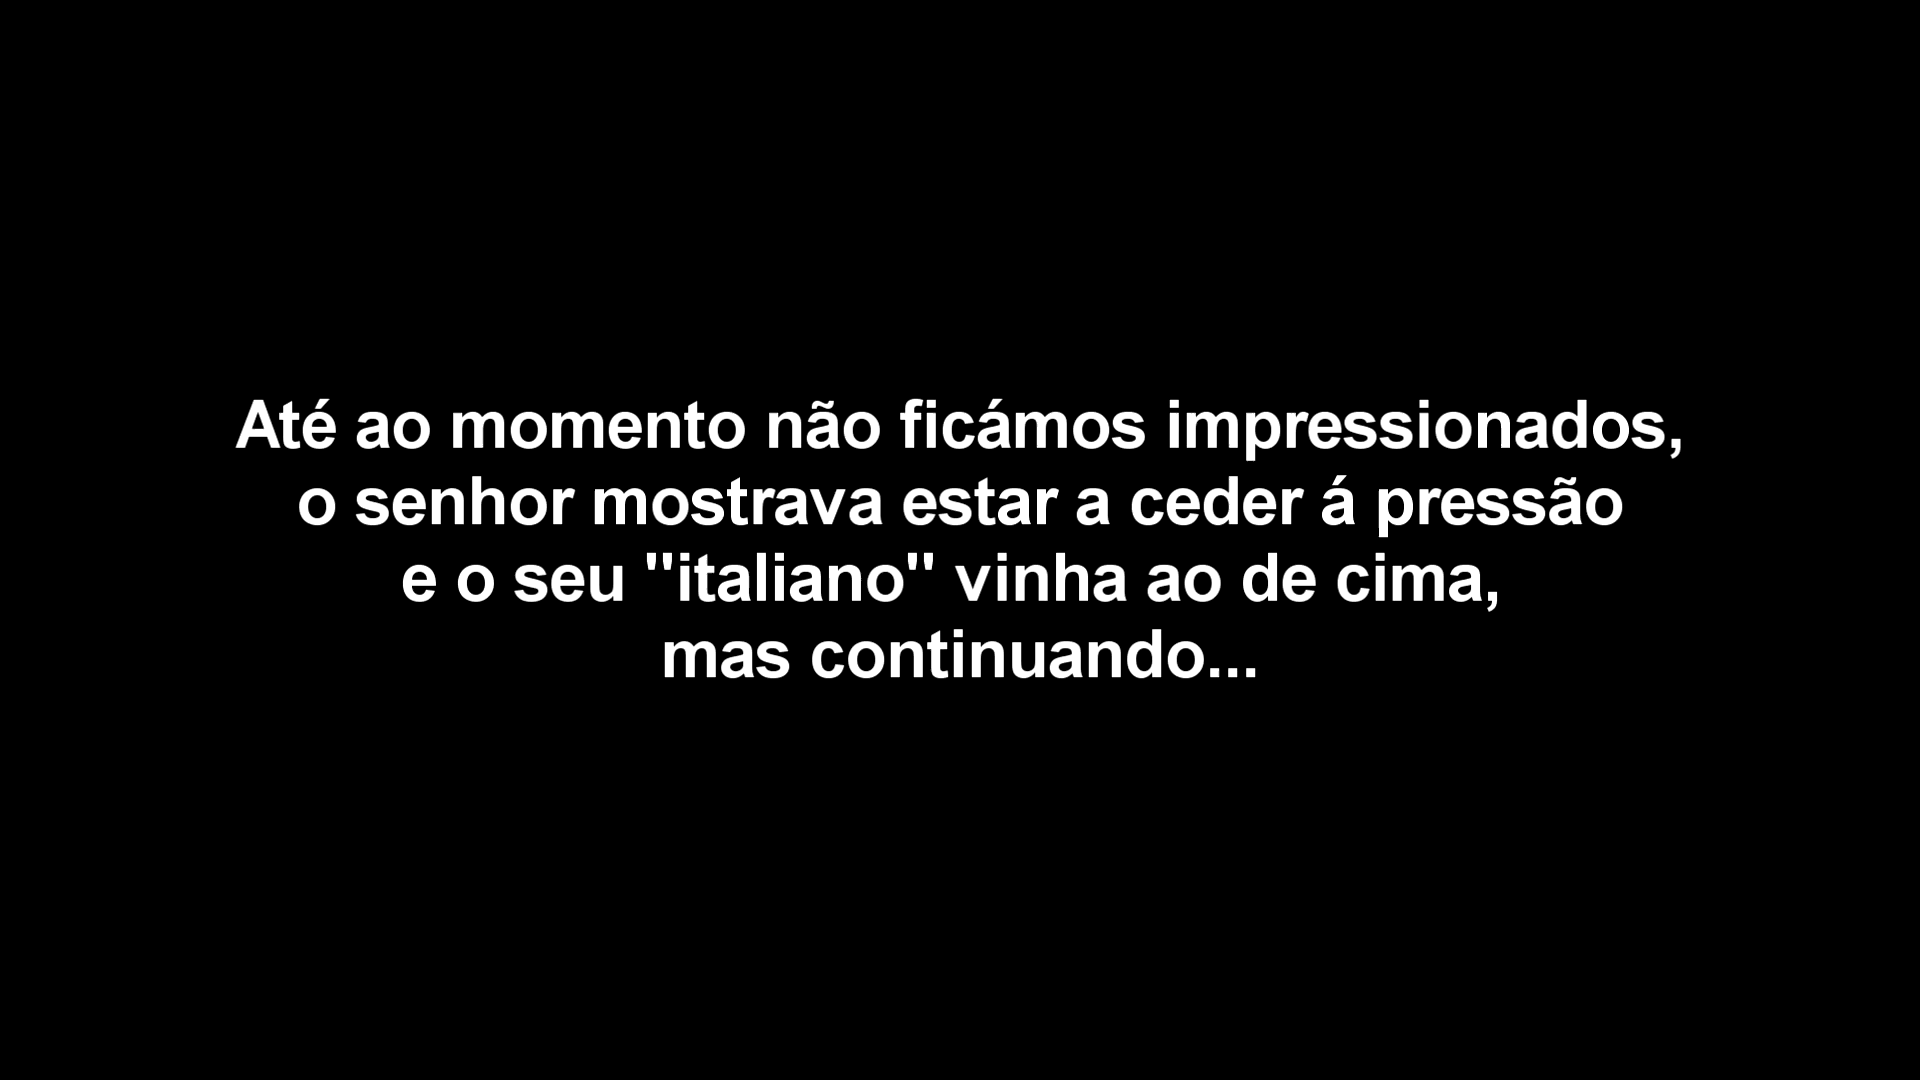 Até ao momento não ficámos impressionados,
o senhor mostrava estar a ceder á pressão
e o seu "italiano" vinha ao de cima,
mas continuando...